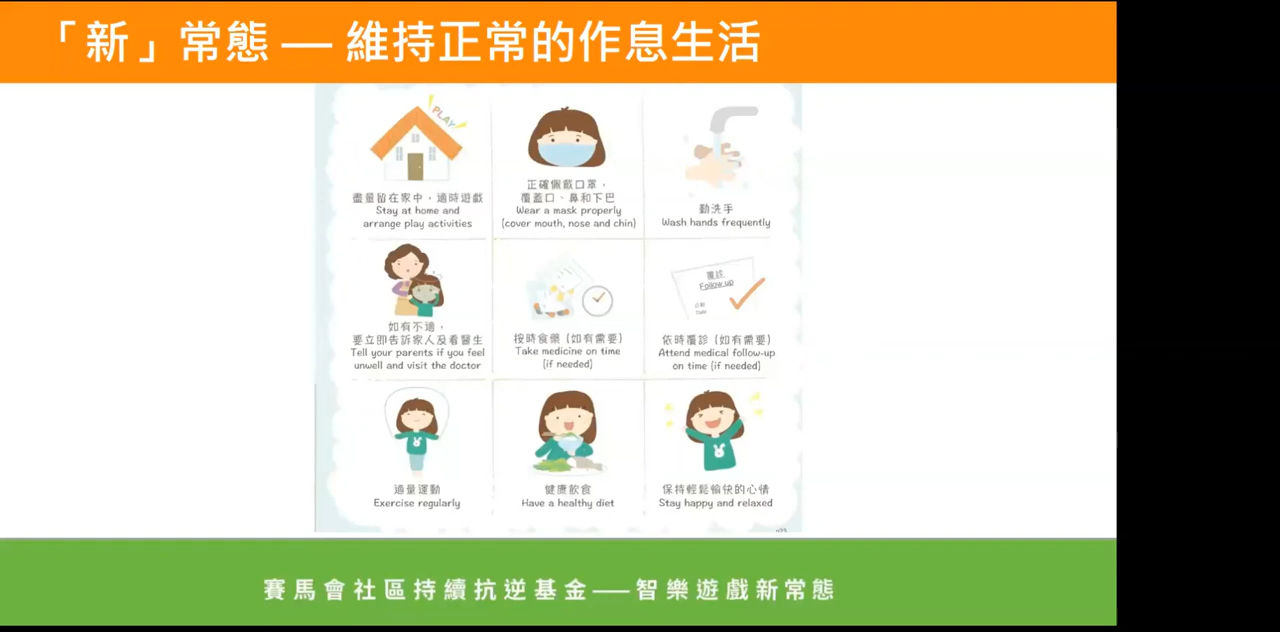 「新」常態 — 維持正常的作息生活
PLAY
盡量留在家中，適時遊戲
Stay at home and
arrange play activities
正確佩戴口罩，
覆蓋口、鼻和下巴
Wear a mask properly
(cover mouth, nose and chin)
勤洗手
Wash hands frequently
如有不適，
要立即告訴家人及看醫生
Tell your parents if you feel
unwell and visit the doctor
按時食藥 (如有需要)
Take medicine on time
(if needed)
覆診
Follow up
日期
Date
依時覆診 (如有需要)
Attend medical follow-up
on time (if needed)
適量運動
Exercise regularly
健康飲食
Have a healthy diet
保持輕鬆愉快的心情
Stay happy and relaxed
賽馬會社區持續抗逆基金——智樂遊戲新常態